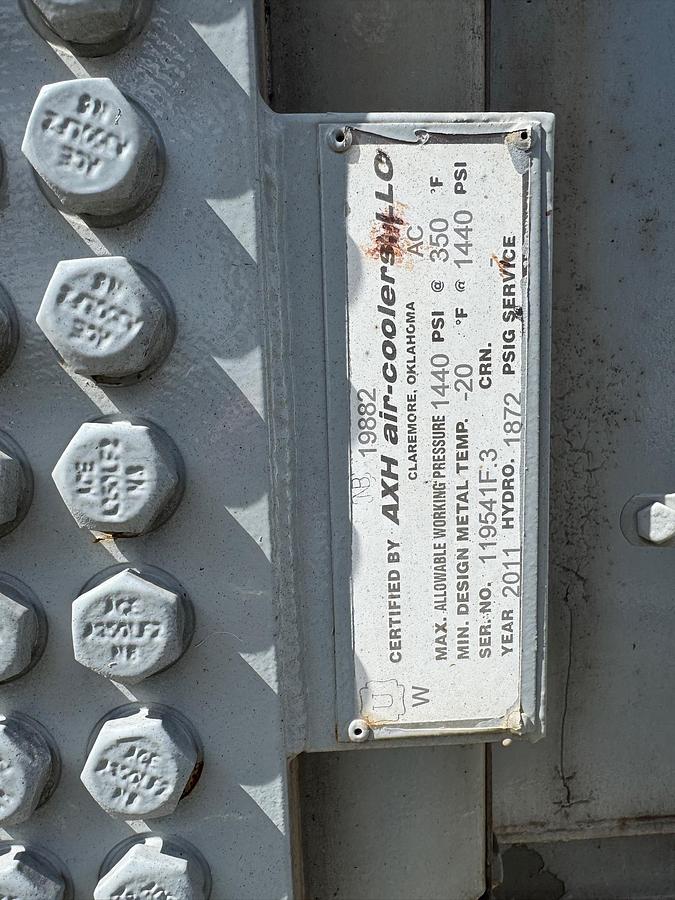 NB 19882
CERTIFIED BY AXH air-coolers LLC
CLAREMORE, OKLAHOMA
AC
MAX. ALLOWABLE WORKING PRESSURE 1440 PSI @ 350 °F
MIN. DESIGN METAL TEMP. -20 °F @ 1440 PSI
SER. NO. 119541F.3 CRN.
YEAR 2011 HYDRO. 1872 PSIG SERVICE
U
W